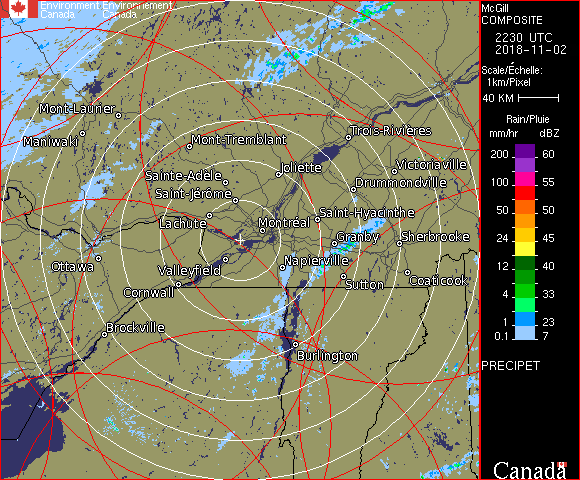 Environment Environnement
Canada Canada
Mont-Laurier
Maniwaki
Mont-Tremblant
Trois-Rivières
Joliette
Victoriaville
Sainte-Adèle
Drummondville
Saint-Jérôme
Saint-Hyacinthe
Lachute
Montréal
Granby
Sherbrooke
Ottawa
Valleyfield
Napierville
Cornwall
Sutton
Coaticook
Brockville
Burlington
McGill
COMPOSITE
2230 UTC
2018-11-02
Scale/Échelle:
1km/Pixel
40 KM
Rain/Pluie
mm/hr dBZ
200 60
155 57
100 55
50 50
24 45
12 40
4 33
1 23
0.1 7
PRECIPET
Canada